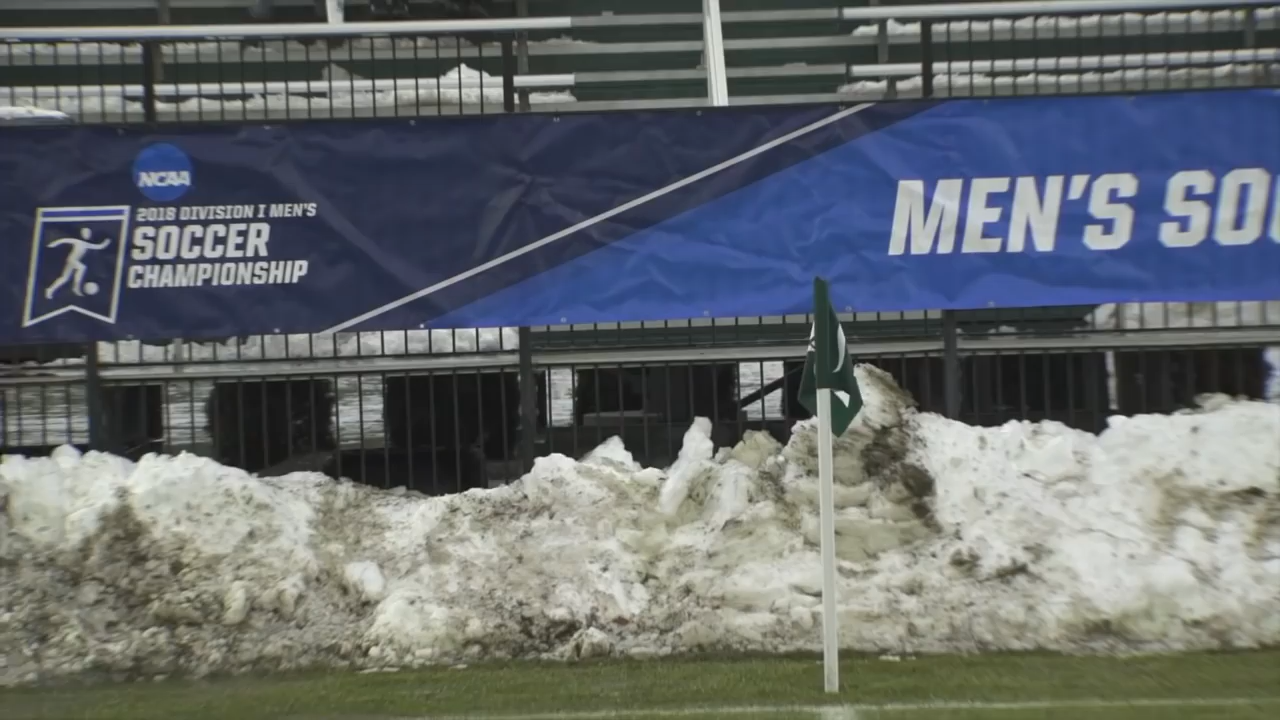 NCAA
2018 DIVISION I MEN'S
SOCCER
CHAMPIONSHIP
MEN'S SO